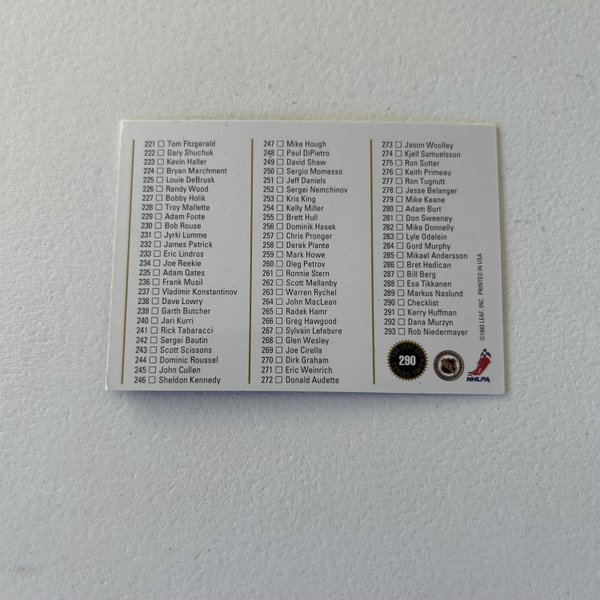 221 Tom Fitzgerald
222 Gary Shuchuk
223 Kevin Haller
224 Bryan Marchment
225 Louie DeBrusk
226 Randy Wood
227 Bobby Holik
228 Troy Mallette
229 Adam Foote
230 Bob Rouse
231 Jyrki Lumme
232 James Patrick
233 Eric Lindros
234 Joe Reekie
235 Adam Oates
236 Frank Musil
237 Vladimir Konstantinov
238 Dave Lowry
239 Garth Butcher
240 Jari Kurri
241 Rick Tabaracci
242 Sergei Bautin
243 Scott Scissons
244 Dominic Roussel
245 John Cullen
246 Sheldon Kennedy
247 Mike Hough
248 Paul DiPietro
249 David Shaw
250 Sergio Momesso
251 Jeff Daniels
252 Sergei Nemchinov
253 Kris King
254 Kelly Miller
255 Brett Hull
256 Dominik Hasek
257 Chris Pronger
258 Derek Plante
259 Mark Howe
260 Oleg Petrov
261 Ronnie Stern
262 Scott Mellanby
263 Warren Rychel
264 John MacLean
265 Radek Hamr
266 Greg Hawgood
267 Sylvain Lefebvre
268 Glen Wesley
269 Joe Cirella
270 Dirk Graham
271 Eric Weinrich
272 Donald Audette
273 Jason Woolley
274 Kjell Samuelsson
275 Ron Sutter
276 Keith Primeau
277 Ron Tugnutt
278 Jesse Belanger
279 Mike Keane
280 Adam Burt
281 Don Sweeney
282 Mike Donnelly
283 Lyle Odelein
284 Gord Murphy
285 Mikael Andersson
286 Bret Hedican
287 Bill Berg
288 Esa Tikkanen
289 Markus Naslund
290 Checklist
291 Kerry Huffman
292 Dana Murzyn
293 Rob Niedermayer
290
NHL
NHLPA
©1993 LEAF, INC. PRINTED IN USA